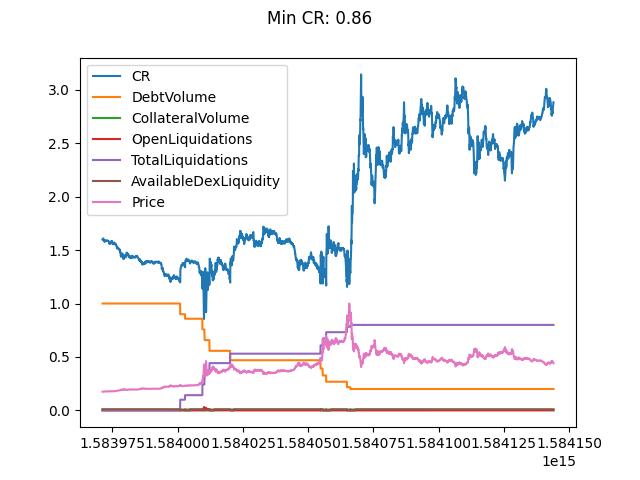 Min CR: 0.86
CR
DebtVolume
CollateralVolume
OpenLiquidations
TotalLiquidations
AvailableDexLiquidity
Price
3.0
2.5
2.0
1.5
1.0
0.5
0.0
1.583975 1.584000 1.584025 1.584050 1.584075 1.584100 1.584125 1.584150
1e15